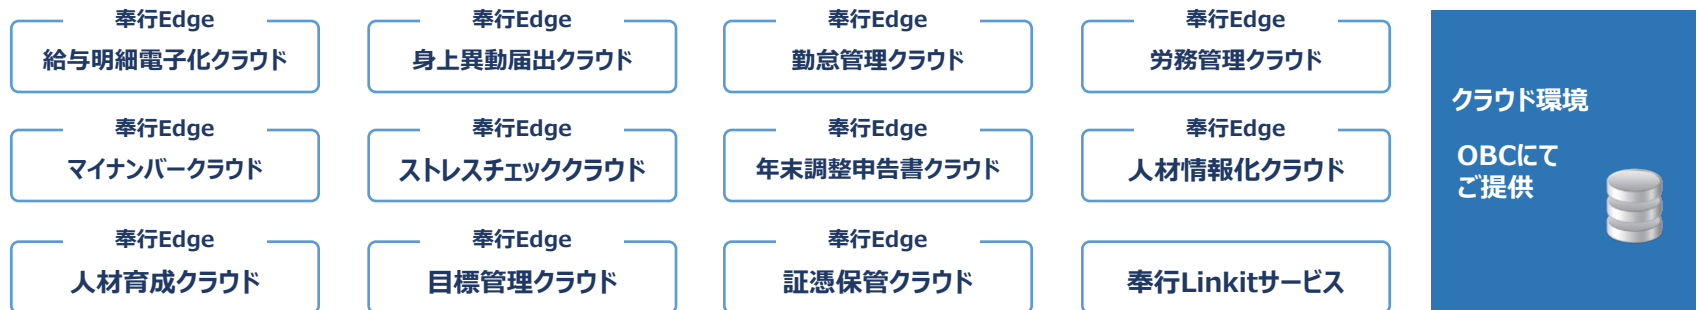 奉行Edge
給与明細電子化クラウド
奉行Edge
身上異動届出クラウド
奉行Edge
勤怠管理クラウド
奉行Edge
労務管理クラウド
奉行Edge
マイナンバークラウド
奉行Edge
ストレスチェッククラウド
奉行Edge
年末調整申告書クラウド
奉行Edge
人材情報化クラウド
奉行Edge
人材育成クラウド
奉行Edge
目標管理クラウド
奉行Edge
証憑保管クラウド
奉行Linkitサービス
クラウド環境
OBCにて
ご提供